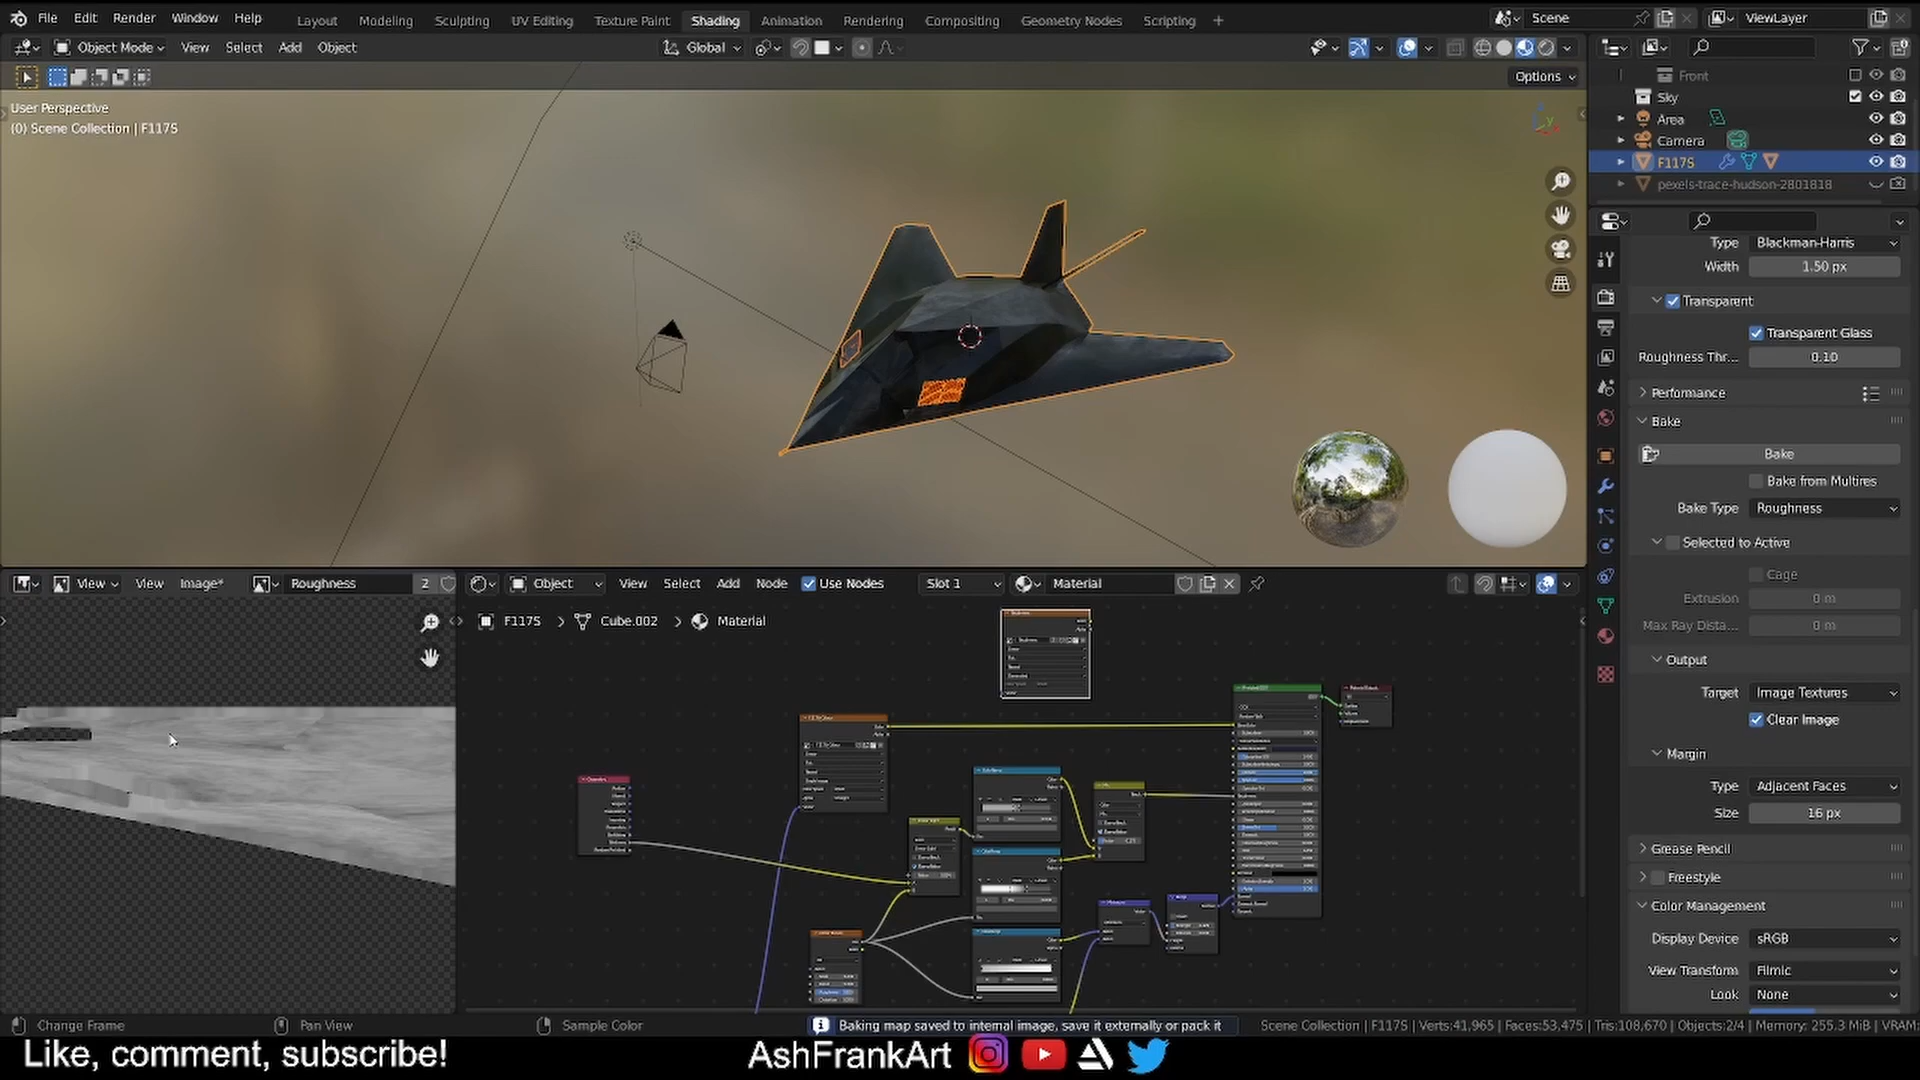 File Edit Render Window Help Layout Modeling Sculpting UV Editing Texture Paint Shading Animation Rendering Compositing Geometry Nodes Scripting + Scene ViewLayer
Object Mode View Select Add Object Global
Options
User Perspective
(0) Scene Collection | F117S
Front
Sky
Area
Camera
F117S
pexels-trace-hudson-2801818
Type Blackman-Harris
Width 1.50 px
Transparent
Transparent Glass
Roughness Thr... 0.10
Performance
Bake
Bake
Bake from Multires
Bake Type Roughness
Selected to Active
Cage
Extrusion 0 m
Max Ray Dista... 0 m
Output
Target Image Textures
Clear Image
Margin
Type Adjacent Faces
Size 16 px
Grease Pencil
Freestyle
Color Management
Display Device sRGB
View Transform Filmic
Look None
View View Image* Roughness 2
Object View Select Add Node Use Nodes Slot 1 Material
F117S > Cube.002 > Material
Change Frame Pan View Sample Color Baking map saved to internal image, save it externally or pack it Scene Collection | F117S | Verts:41,965 | Faces:53,475 | Tris:108,670 | Objects:2/4 | Memory: 255.3 MiB | VRAM:
Like, comment, subscribe! AshFrankArt